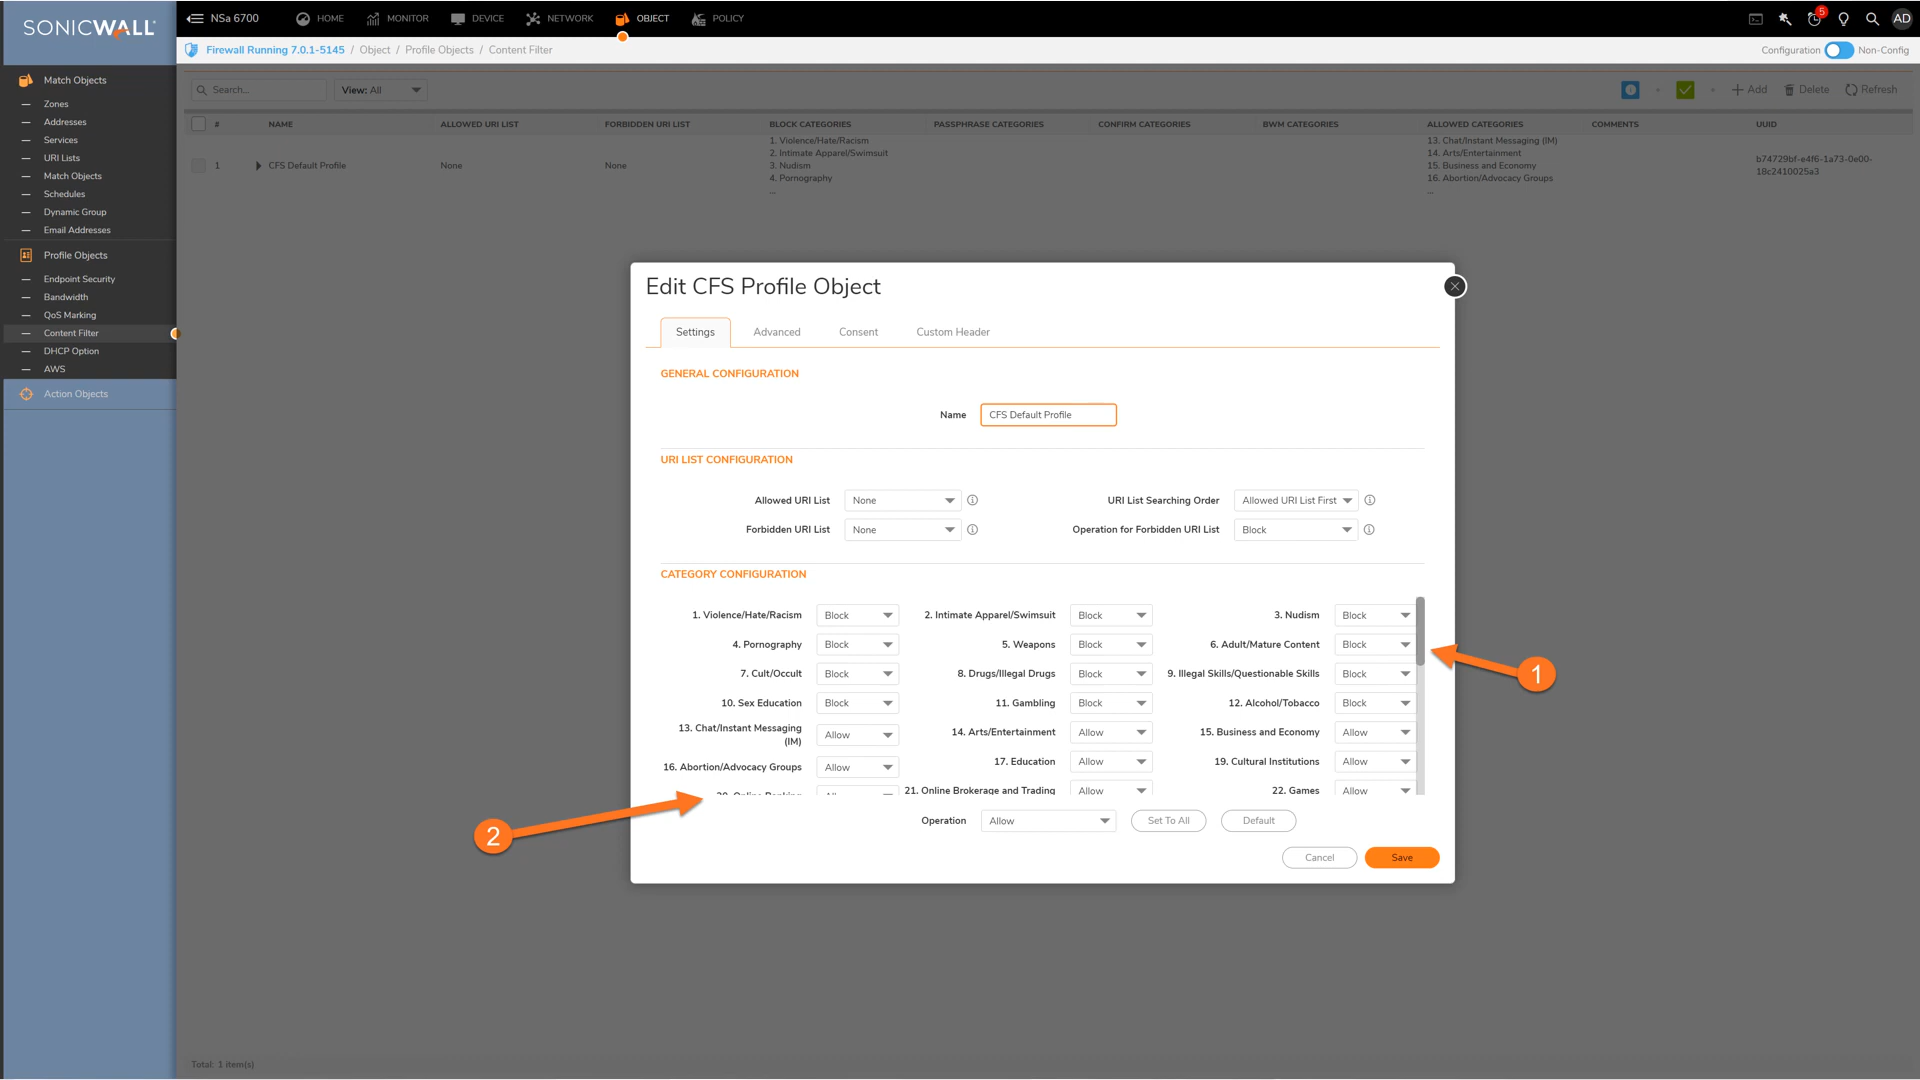 SONICWALL
NSa 6700
HOME
MONITOR
DEVICE
NETWORK
OBJECT
POLICY
5
AD
Firewall Running 7.0.1-5145 / Object / Profile Objects / Content Filter
Configuration
Non-Config
Match Objects
Zones
Addresses
Services
URI Lists
Match Objects
Schedules
Dynamic Group
Email Addresses
Profile Objects
Endpoint Security
Bandwidth
QoS Marking
Content Filter
DHCP Option
AWS
Action Objects
Search...
View: All
Add
Delete
Refresh
# NAME ALLOWED URI LIST FORBIDDEN URI LIST BLOCK CATEGORIES PASSPHRASE CATEGORIES CONFIRM CATEGORIES BWM CATEGORIES ALLOWED CATEGORIES COMMENTS UUID
1 CFS Default Profile None None
1. Violence/Hate/Racism
2. Intimate Apparel/Swimsuit
3. Nudism
4. Pornography
...
13. Chat/Instant Messaging (IM)
14. Arts/Entertainment
15. Business and Economy
16. Abortion/Advocacy Groups
...
b74729bf-e4f6-1a73-0e00-
18c2410025a3
Edit CFS Profile Object
Settings Advanced Consent Custom Header
GENERAL CONFIGURATION
Name CFS Default Profile
URI LIST CONFIGURATION
Allowed URI List None URI List Searching Order Allowed URI List First
Forbidden URI List None Operation for Forbidden URI List Block
CATEGORY CONFIGURATION
1. Violence/Hate/Racism Block 2. Intimate Apparel/Swimsuit Block 3. Nudism Block
4. Pornography Block 5. Weapons Block 6. Adult/Mature Content Block
7. Cult/Occult Block 8. Drugs/Illegal Drugs Block 9. Illegal Skills/Questionable Skills Block
10. Sex Education Block 11. Gambling Block 12. Alcohol/Tobacco Block
13. Chat/Instant Messaging (IM) Allow 14. Arts/Entertainment Allow 15. Business and Economy Allow
16. Abortion/Advocacy Groups Allow 17. Education Allow 19. Cultural Institutions Allow
20. Online Banking 21. Online Brokerage and Trading Allow 22. Games Allow
Operation Allow Set To All Default
Cancel Save
1
2
Total: 1 item(s)